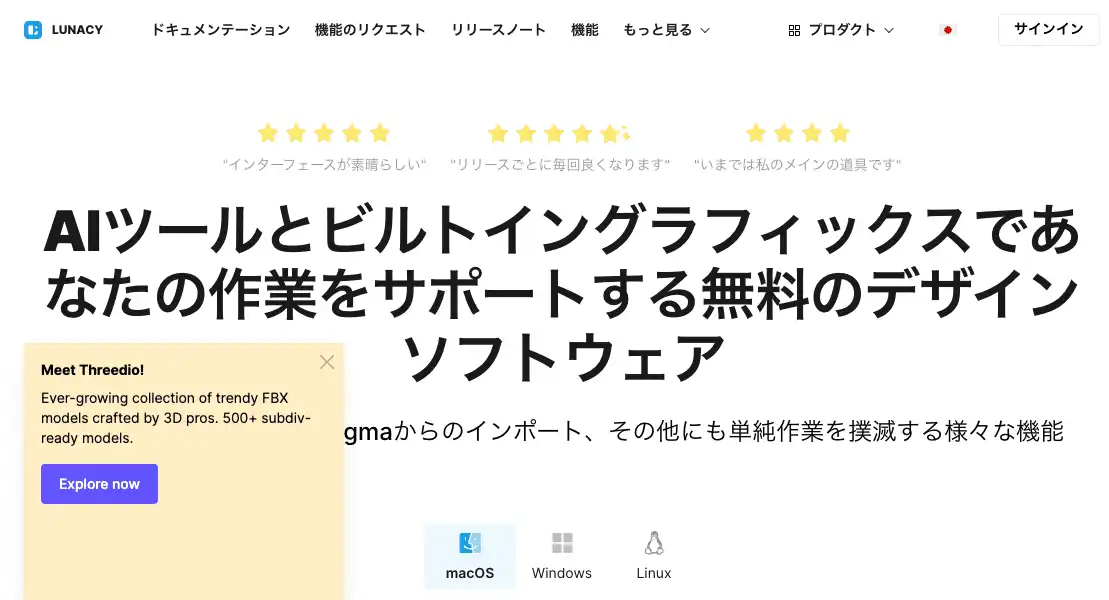 LUNACY
ドキュメンテーション
機能のリクエスト
リリースノート
機能
もっと見る
プロダクト
サインイン
"インターフェースが素晴らしい"
"リリースごとに毎回良くなります"
"いまでは私のメインの道具です"
AIツールとビルトイングラフィックスであ
なたの作業をサポートする無料のデザイン
ソフトウェア
gmaからのインポート、その他にも単純作業を撲滅する様々な機能
Meet Threedio!
Ever-growing collection of trendy FBX
models crafted by 3D pros. 500+ subdiv-
ready models.
Explore now
macOS
Windows
Linux